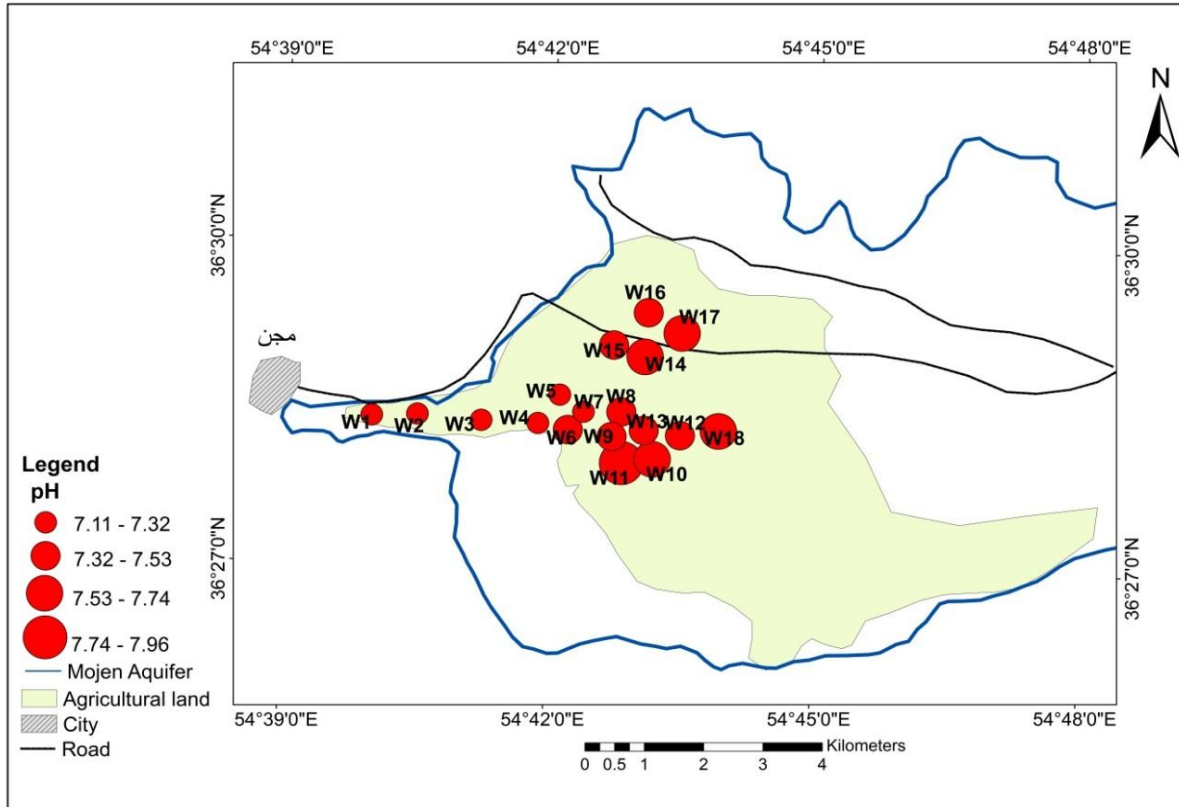 54°39'0"E 54°42'0"E 54°45'0"E 54°48'0"E
N
36°30'0"N 36°30'0"N
W16
W17
مجن
W15
W14
W5
W7 W8
W1 W2 W3 W4 W6 W9 W13 W12 W18
W11 W10
Legend
pH
7.11 - 7.32
7.32 - 7.53
7.53 - 7.74
7.74 - 7.96
Mojen Aquifer
Agricultural land
City
Road
36°27'0"N 36°27'0"N
54°39'0"E 54°42'0"E 54°45'0"E 54°48'0"E
Kilometers
0 0.5 1 2 3 4